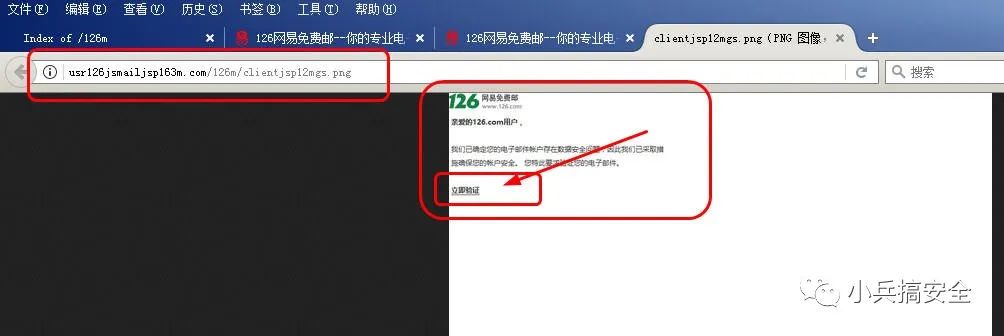 文件(F) 编辑(E) 查看(V) 历史(S) 书签(B) 工具(T) 帮助(H)
Index of /126m × 126网易免费邮--你的专业电 × 126网易免费邮--你的专业电 × clientjsp12mgs.png (PNG 图像, × +
usr126jsmailjsp163m.com/126m/clientjsp12mgs.png 搜索
126 网易免费邮
www.126.com
亲爱的126.com用户，
我们已确定您的电子邮件帐户存在数据安全问题，因此我们已采取措
施确保您的帐户安全。 您特此要求验证您的电子邮件。
立即验证
小兵搞安全